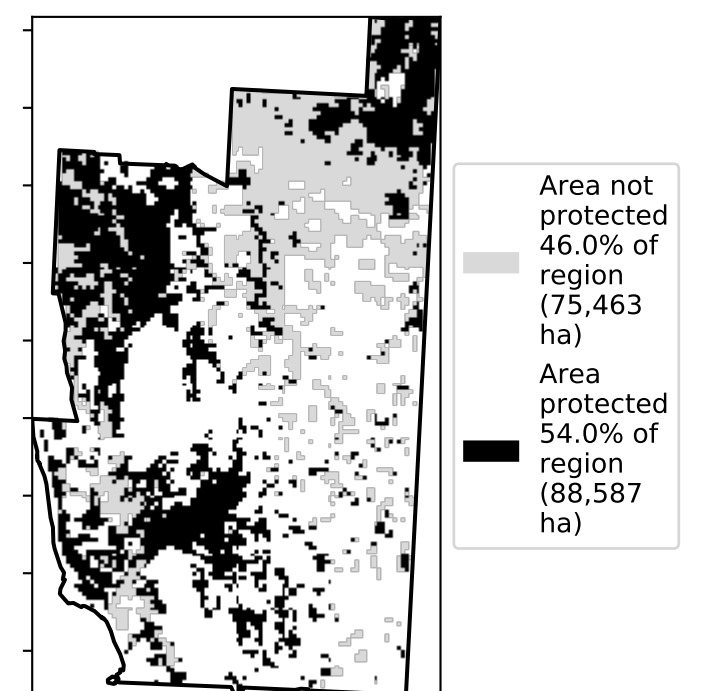 Area not
protected
46.0% of
region
(75,463
ha)
Area
protected
54.0% of
region
(88,587
ha)